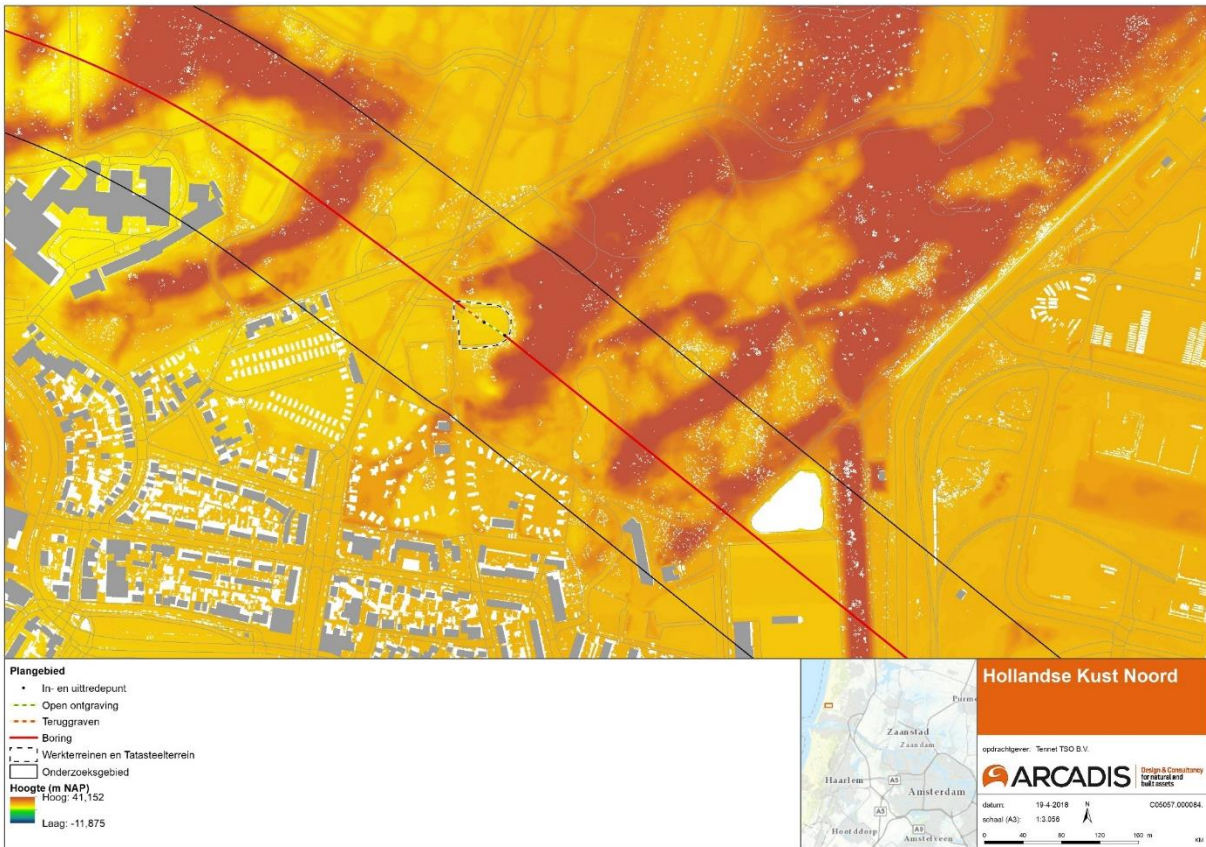 Plangebied
In- en uittredepunt
Open ontgraving
Teruggraven
Boring
Werkterreinen en Tatasteelterrein
Onderzoeksgebied
Hoogte (m NAP)
Hoog: 41,152
Laag: -11,875
Zaanstad
Zaandam
Haarlem
A5
Amsterdam
A5
A9
Hoofddorp
Amstelveen
Hollandse Kust Noord
opdrachtgever: Tennet TSO B.V.
ARCADIS
Design & Consultancy
for natural and
built assets
datum: 19-4-2018 N C05057.000084.
schaal (A3): 1:3.056
0 40 80 120 160 m
KM